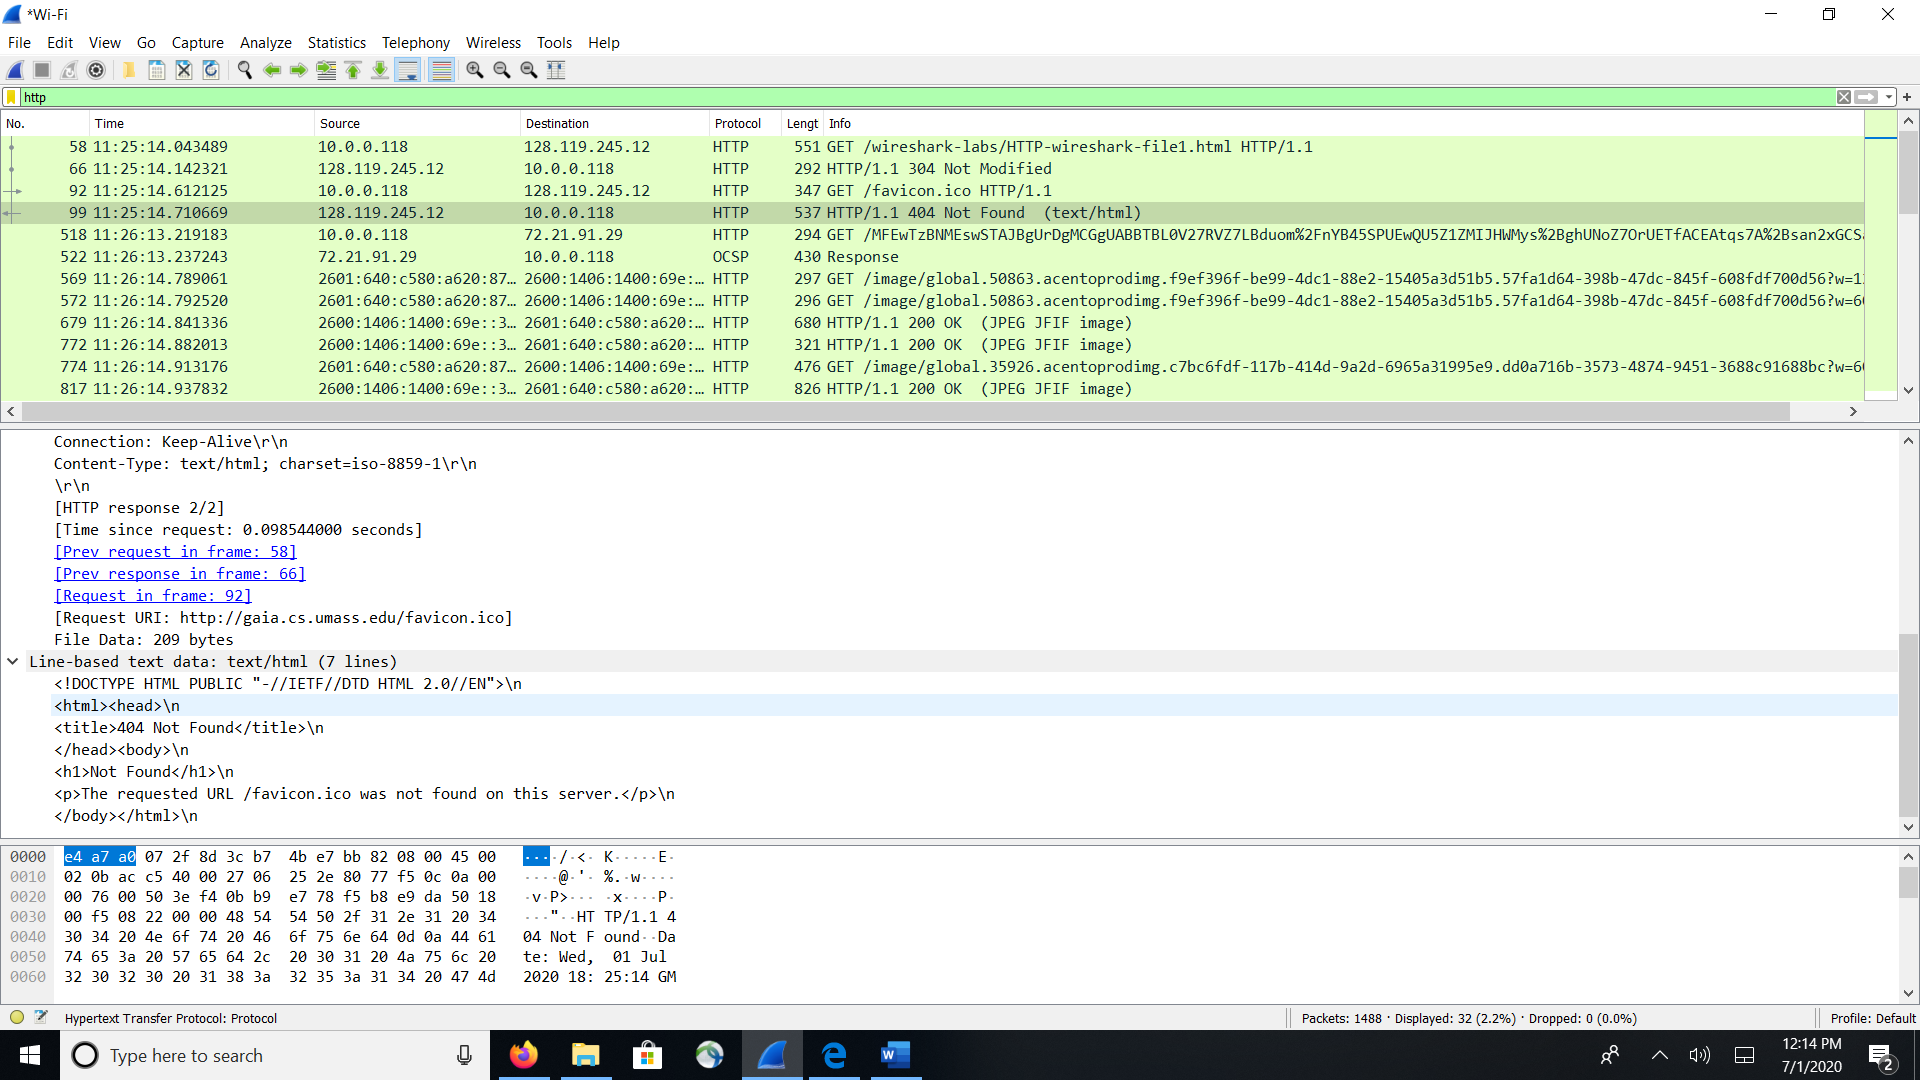 *Wi-Fi
File Edit View Go Capture Analyze Statistics Telephony Wireless Tools Help
http
No. Time Source Destination Protocol Lengt Info
58 11:25:14.043489 10.0.0.118 128.119.245.12 HTTP 551 GET /wireshark-labs/HTTP-wireshark-file1.html HTTP/1.1
66 11:25:14.142321 128.119.245.12 10.0.0.118 HTTP 292 HTTP/1.1 304 Not Modified
92 11:25:14.612125 10.0.0.118 128.119.245.12 HTTP 347 GET /favicon.ico HTTP/1.1
99 11:25:14.710669 128.119.245.12 10.0.0.118 HTTP 537 HTTP/1.1 404 Not Found (text/html)
518 11:26:13.219183 10.0.0.118 72.21.91.29 HTTP 294 GET /MFEwTzBNMEswSTAJBgUrDgMCGgUABBTBL0V27RVZ7LBduom%2FnYB45SPUEwQU5Z1ZMIJHWMys%2BghUNoZ7OrUETfACEAtqs7A%2Bsan2xGCS
522 11:26:13.237243 72.21.91.29 10.0.0.118 OCSP 430 Response
569 11:26:14.789061 2601:640:c580:a620:87… 2600:1406:1400:69e:… HTTP 297 GET /image/global.50863.acentoprodimg.f9ef396f-be99-4dc1-88e2-15405a3d51b5.57fa1d64-398b-47dc-845f-608fdf700d56?w=1
572 11:26:14.792520 2601:640:c580:a620:87… 2600:1406:1400:69e:… HTTP 296 GET /image/global.50863.acentoprodimg.f9ef396f-be99-4dc1-88e2-15405a3d51b5.57fa1d64-398b-47dc-845f-608fdf700d56?w=6
679 11:26:14.841336 2600:1406:1400:69e::3… 2601:640:c580:a620:… HTTP 680 HTTP/1.1 200 OK (JPEG JFIF image)
772 11:26:14.882013 2600:1406:1400:69e::3… 2601:640:c580:a620:… HTTP 321 HTTP/1.1 200 OK (JPEG JFIF image)
774 11:26:14.913176 2601:640:c580:a620:87… 2600:1406:1400:69e:… HTTP 476 GET /image/global.35926.acentoprodimg.c7bc6fdf-117b-414d-9a2d-6965a31995e9.dd0a716b-3573-4874-9451-3688c91688bc?w=6
817 11:26:14.937832 2600:1406:1400:69e::3… 2601:640:c580:a620:… HTTP 826 HTTP/1.1 200 OK (JPEG JFIF image)
Connection: Keep-Alive\r\n
Content-Type: text/html; charset=iso-8859-1\r\n
\r\n
[HTTP response 2/2]
[Time since request: 0.098544000 seconds]
[Prev request in frame: 58]
[Prev response in frame: 66]
[Request in frame: 92]
[Request URI: http://gaia.cs.umass.edu/favicon.ico]
File Data: 209 bytes
Line-based text data: text/html (7 lines)
<!DOCTYPE HTML PUBLIC "-//IETF//DTD HTML 2.0//EN">\n
<html><head>\n
<title>404 Not Found</title>\n
</head><body>\n
<h1>Not Found</h1>\n
<p>The requested URL /favicon.ico was not found on this server.</p>\n
</body></html>\n
0000 e4 a7 a0 07 2f 8d 3c b7 4b e7 bb 82 08 00 45 00 ····/·<· K·····E·
0010 02 0b ac c5 40 00 27 06 25 2e 80 77 f5 0c 0a 00 ····@·'· %.·w····
0020 00 76 00 50 3e f4 0b b9 e7 78 f5 b8 e9 da 50 18 ·v·P>··· ·x····P·
0030 00 f5 08 22 00 00 48 54 54 50 2f 31 2e 31 20 34 ···"··HT TP/1.1 4
0040 30 34 20 4e 6f 74 20 46 6f 75 6e 64 0d 0a 44 61 04 Not F ound··Da
0050 74 65 3a 20 57 65 64 2c 20 30 31 20 4a 75 6c 20 te: Wed, 01 Jul
0060 32 30 32 30 20 31 38 3a 32 35 3a 31 34 20 47 4d 2020 18: 25:14 GM
Hypertext Transfer Protocol: Protocol Packets: 1488 · Displayed: 32 (2.2%) · Dropped: 0 (0.0%) Profile: Default
Type here to search
12:14 PM
7/1/2020
2